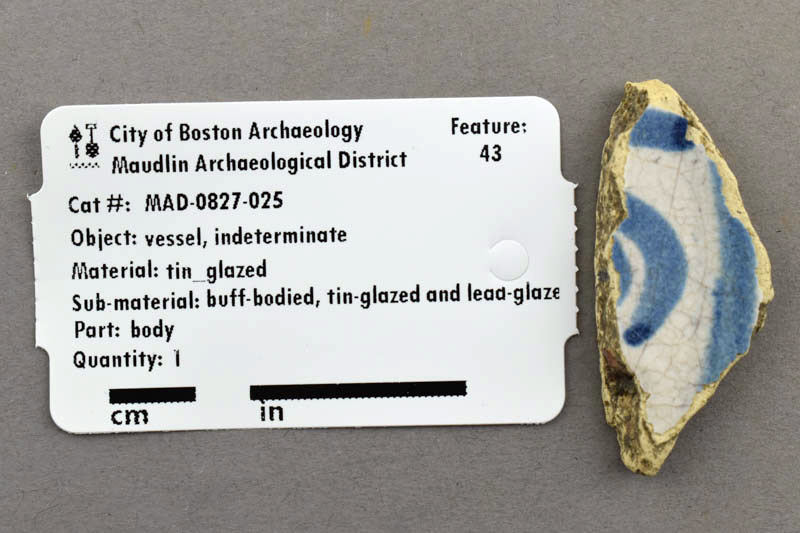 City of Boston Archaeology
Maudlin Archaeological District
Feature:
43
Cat #: MAD-0827-025
Object: vessel, indeterminate
Material: tin_glazed
Sub-material: buff-bodied, tin-glazed and lead-glaze
Part: body
Quantity: 1
cm
in